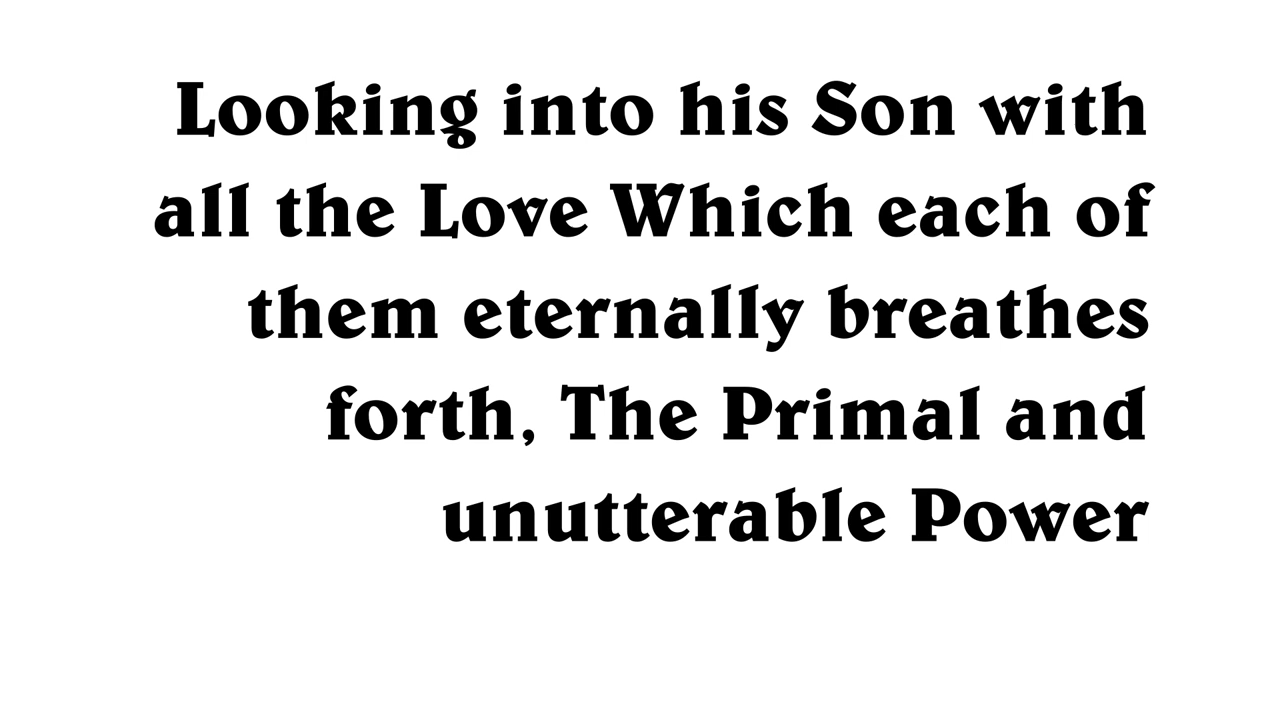 Looking into his Son with
all the Love Which each of
them eternally breathes
forth, The Primal and
unutterable Power